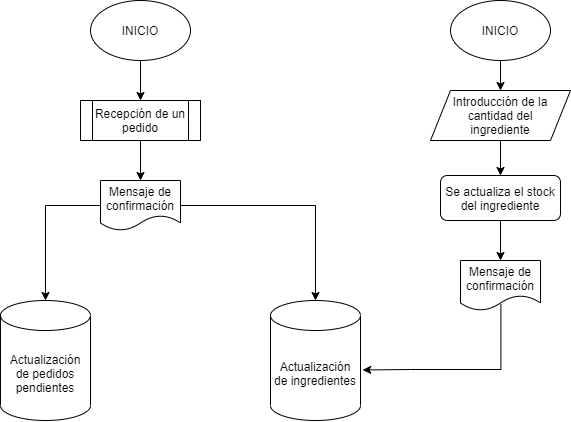 INICIO
Recepción de un
pedido
Mensaje de
confirmación
Actualización
de pedidos
pendientes
Actualización
de ingredientes
INICIO
Introducción de la
cantidad del
ingrediente
Se actualiza el stock
del ingrediente
Mensaje de
confirmación